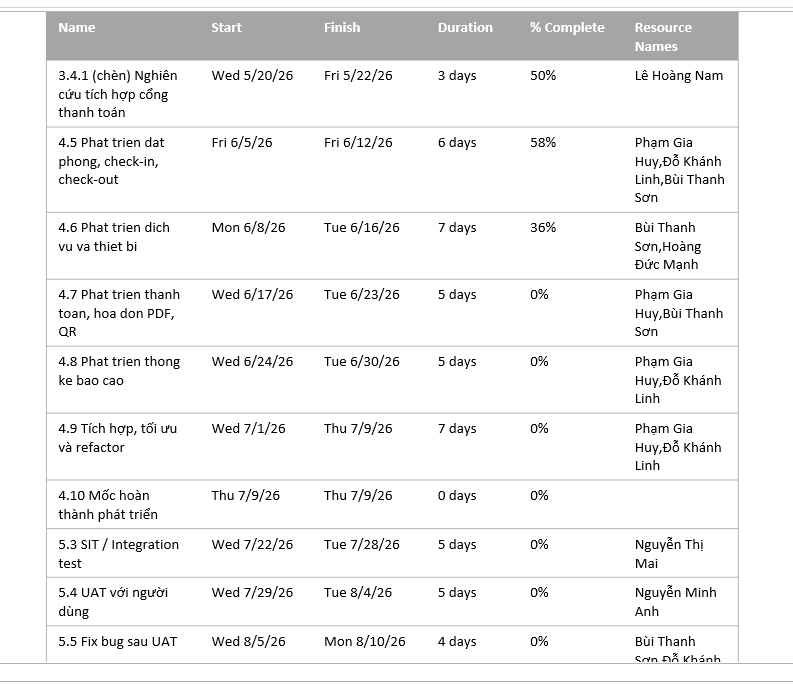 Name Start Finish Duration % Complete Resource
Names
3.4.1 (chèn) Nghiên Wed 5/20/26 Fri 5/22/26 3 days 50% Lê Hoàng Nam
cứu tích hợp cổng
thanh toán
4.5 Phat trien dat Fri 6/5/26 Fri 6/12/26 6 days 58% Phạm Gia
phong, check-in, Huy,Đỗ Khánh
check-out Linh,Bùi Thanh
Sơn
4.6 Phat trien dich Mon 6/8/26 Tue 6/16/26 7 days 36% Bùi Thanh
vu va thiet bi Sơn,Hoàng
Đức Mạnh
4.7 Phat trien thanh Wed 6/17/26 Tue 6/23/26 5 days 0% Phạm Gia
toan, hoa don PDF, Huy,Bùi Thanh
QR Sơn
4.8 Phat trien thong Wed 6/24/26 Tue 6/30/26 5 days 0% Phạm Gia
ke bao cao Huy,Đỗ Khánh
Linh
4.9 Tích hợp, tối ưu Wed 7/1/26 Thu 7/9/26 7 days 0% Phạm Gia
và refactor Huy,Đỗ Khánh
Linh
4.10 Mốc hoàn Thu 7/9/26 Thu 7/9/26 0 days 0%
thành phát triển
5.3 SIT / Integration Wed 7/22/26 Tue 7/28/26 5 days 0% Nguyễn Thị
test Mai
5.4 UAT với người Wed 7/29/26 Tue 8/4/26 5 days 0% Nguyễn Minh
dùng Anh
5.5 Fix bug sau UAT Wed 8/5/26 Mon 8/10/26 4 days 0% Bùi Thanh
Sơn,Đỗ Khánh